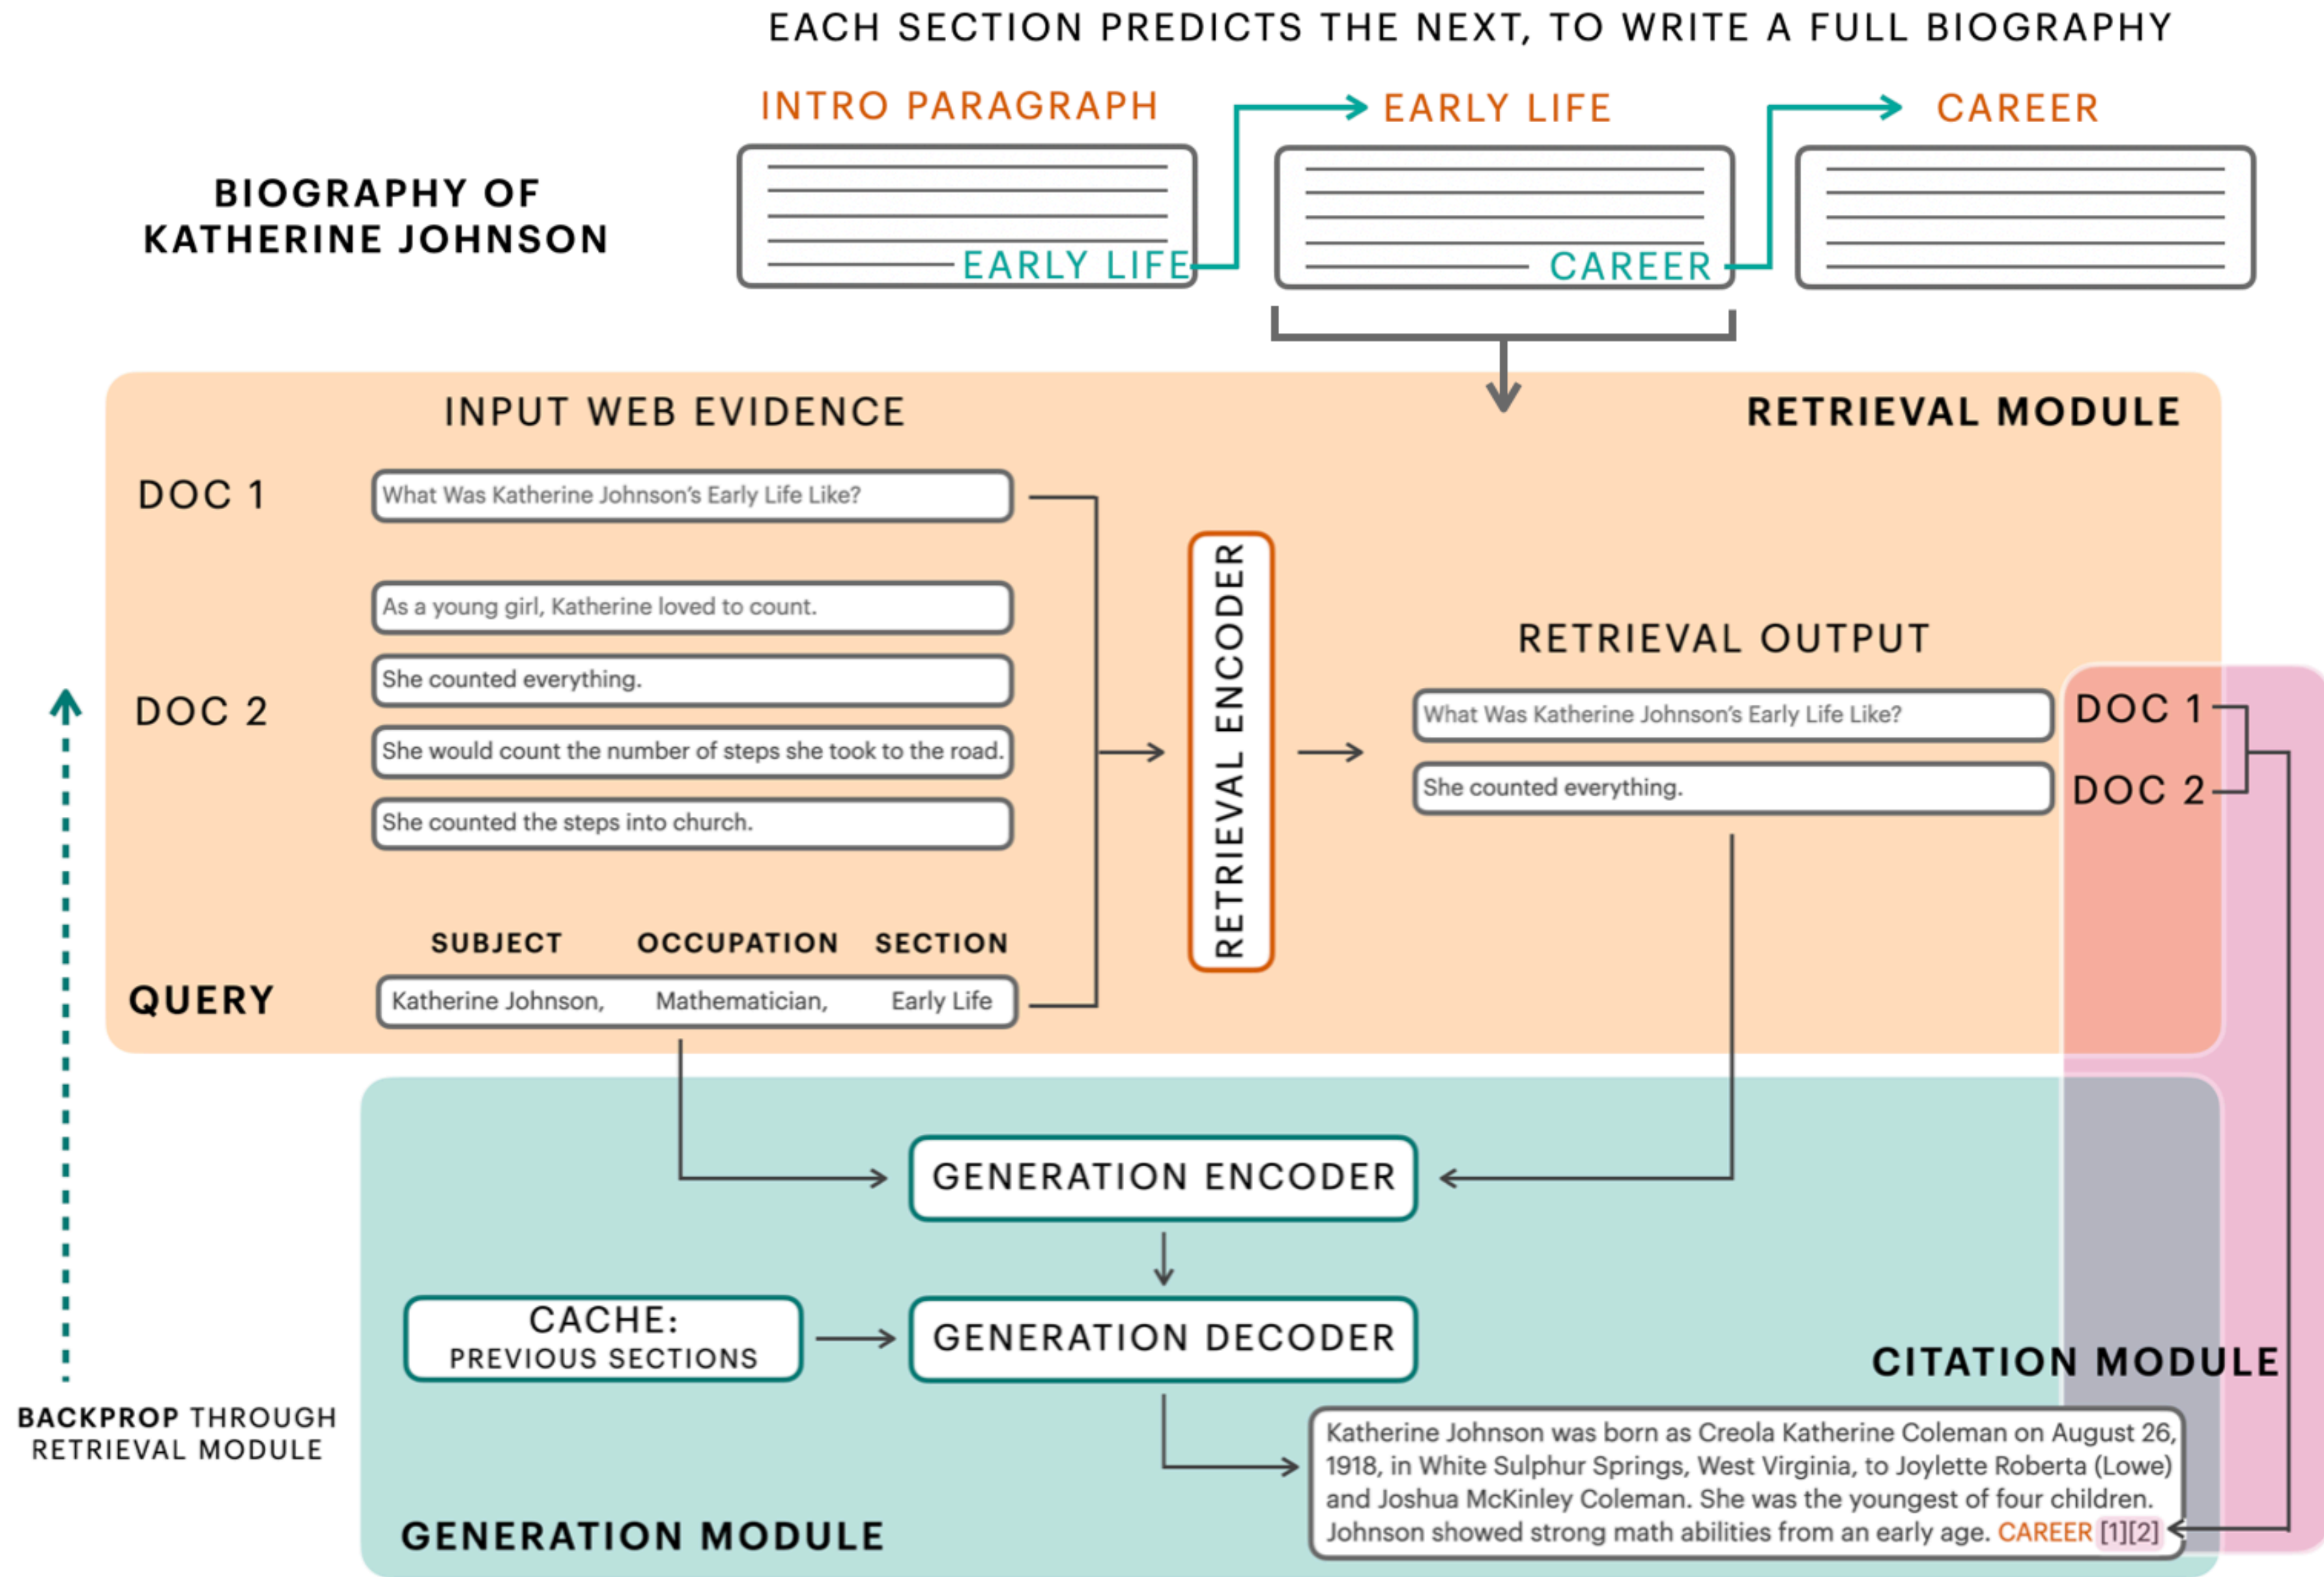 EACH SECTION PREDICTS THE NEXT, TO WRITE A FULL BIOGRAPHY
INTRO PARAGRAPH
EARLY LIFE
CAREER
BIOGRAPHY OF
KATHERINE JOHNSON
EARLY LIFE
CAREER
INPUT WEB EVIDENCE
RETRIEVAL MODULE
DOC 1
What Was Katherine Johnson's Early Life Like?
As a young girl, Katherine loved to count.
DOC 2
She counted everything.
She would count the number of steps she took to the road.
She counted the steps into church.
RETRIEVAL ENCODER
RETRIEVAL OUTPUT
What Was Katherine Johnson's Early Life Like?
DOC 1
She counted everything.
DOC 2
SUBJECT OCCUPATION SECTION
QUERY
Katherine Johnson, Mathematician, Early Life
GENERATION ENCODER
CACHE:
PREVIOUS SECTIONS
GENERATION DECODER
CITATION MODULE
BACKPROP THROUGH
RETRIEVAL MODULE
Katherine Johnson was born as Creola Katherine Coleman on August 26,
1918, in White Sulphur Springs, West Virginia, to Joylette Roberta (Lowe)
and Joshua McKinley Coleman. She was the youngest of four children.
Johnson showed strong math abilities from an early age. CAREER [1][2]
GENERATION MODULE